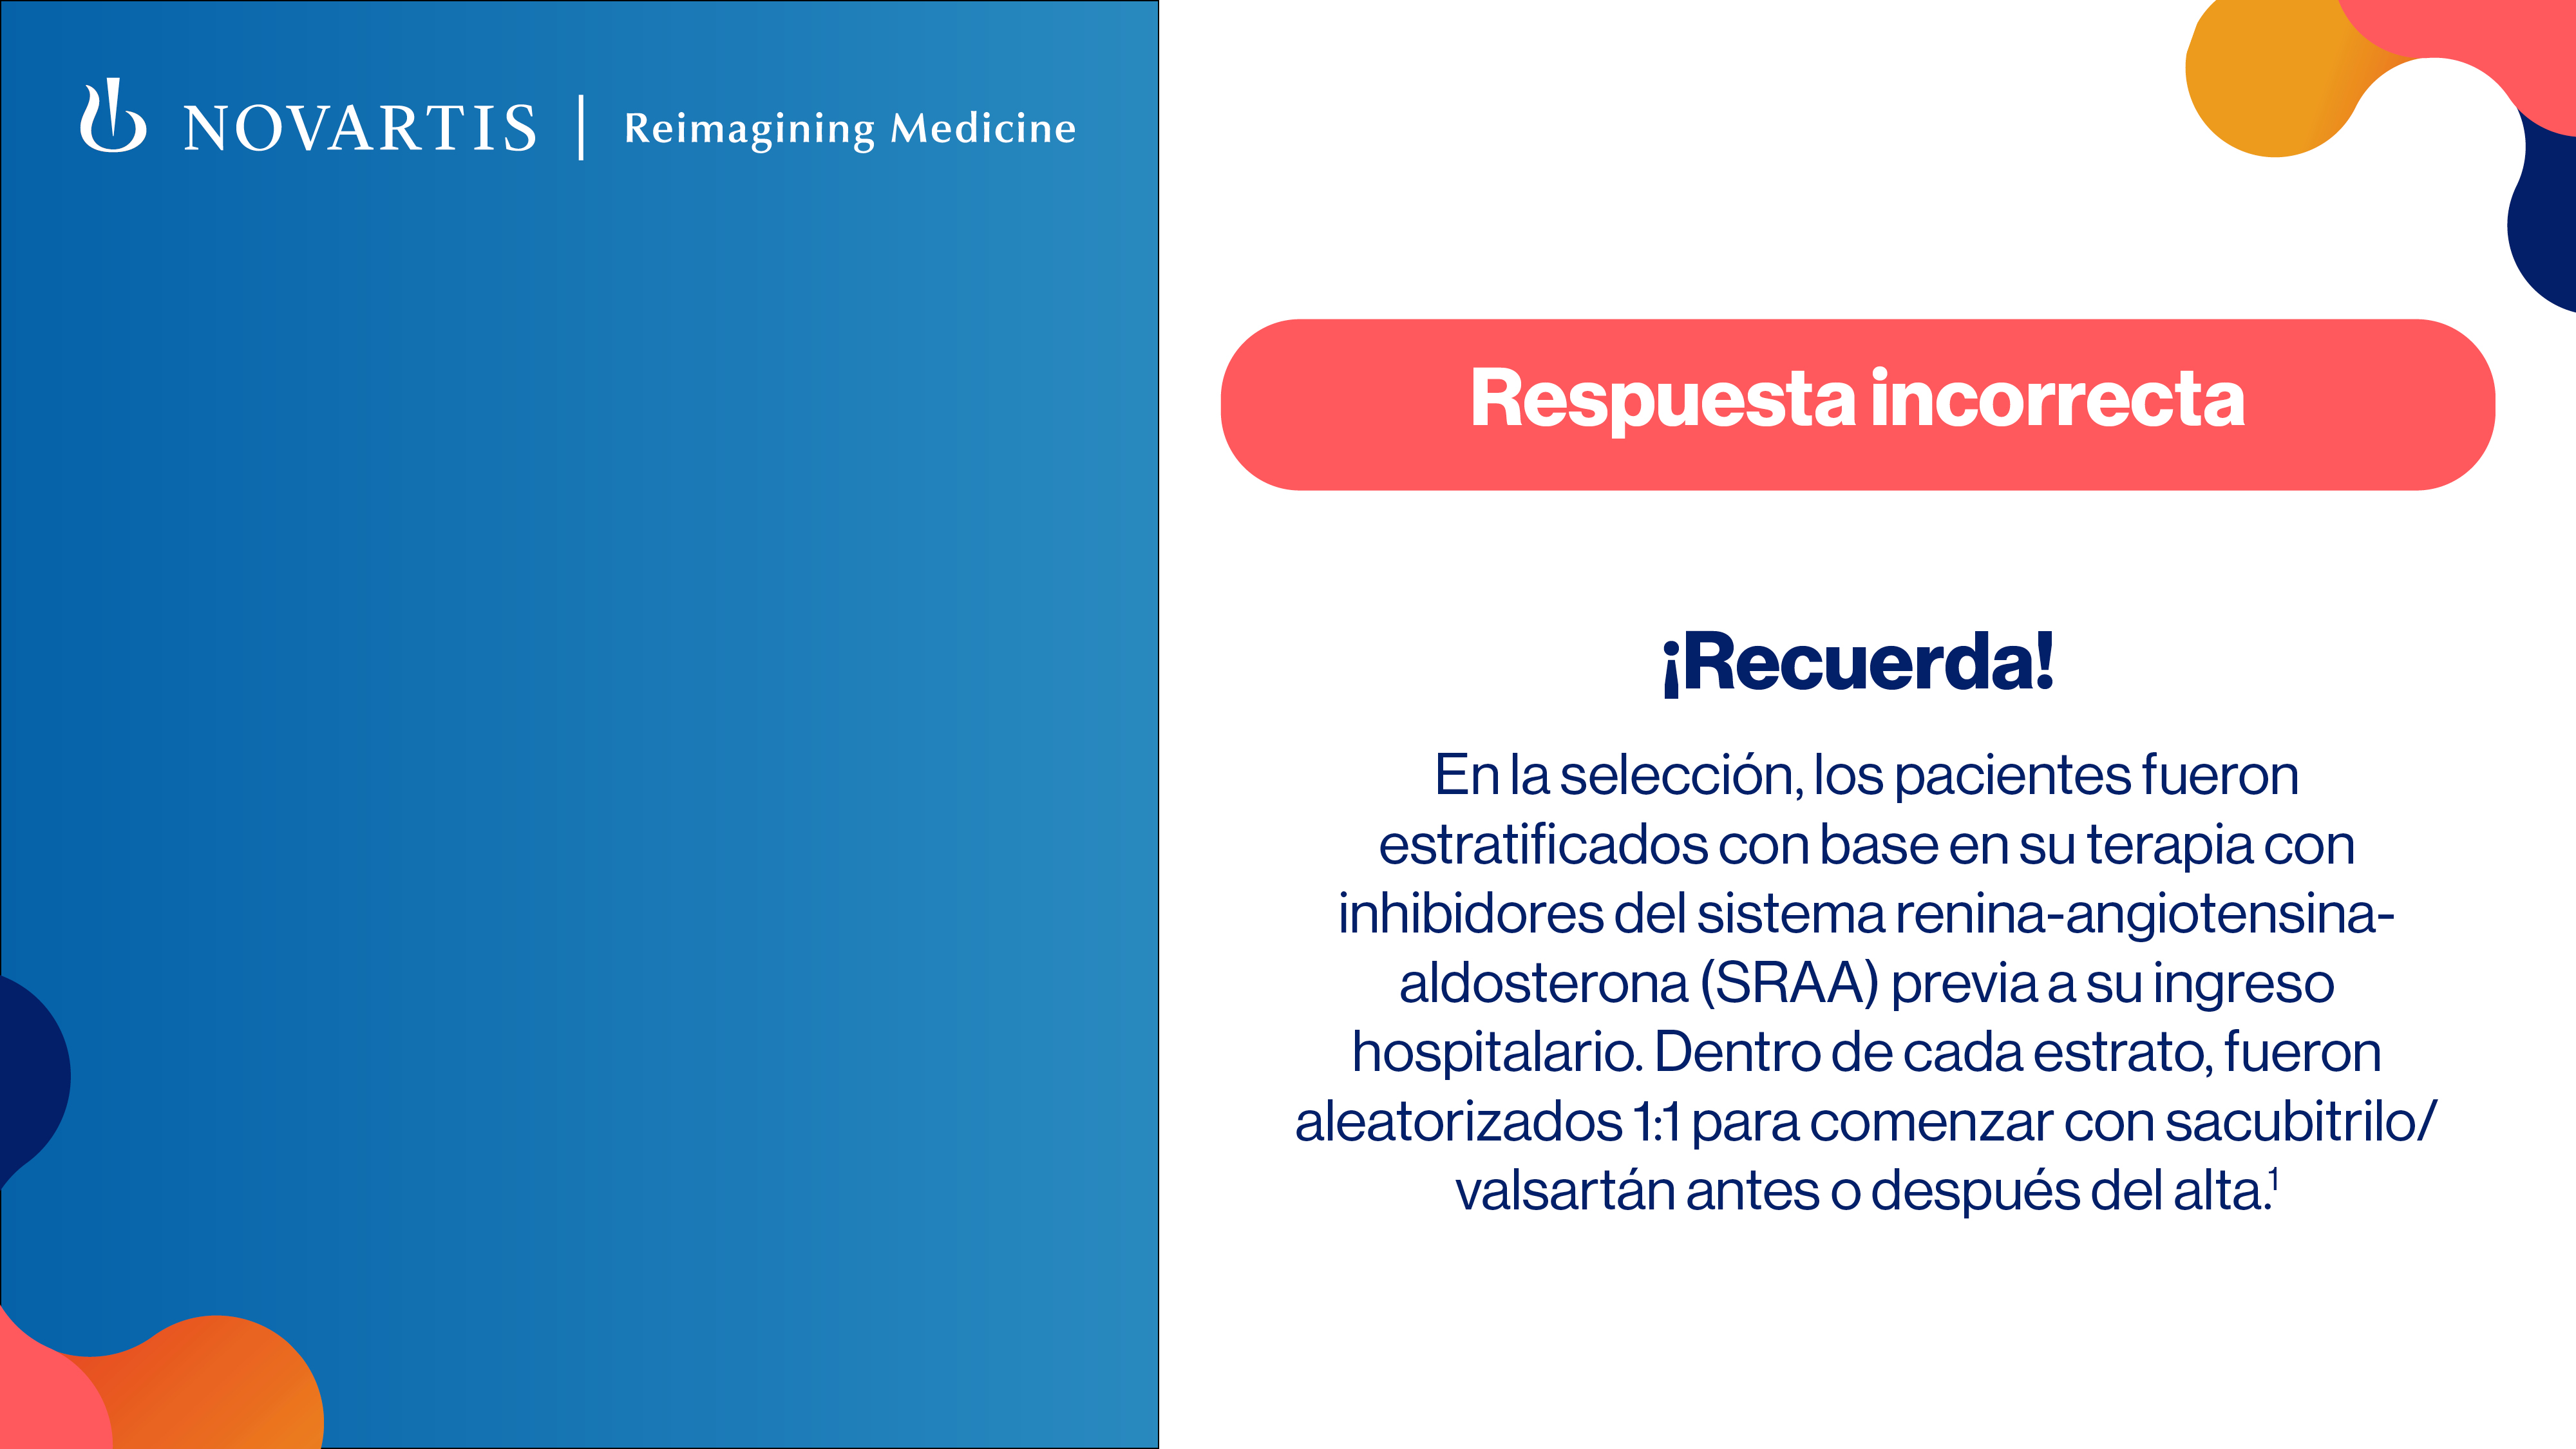 NOVARTIS | Reimagining Medicine
Respuesta incorrecta
¡Recuerda!
En la selección, los pacientes fueron
estratificados con base en su terapia con
inhibidores del sistema renina-angiotensina-
aldosterona (SRAA) previa a su ingreso
hospitalario. Dentro de cada estrato, fueron
aleatorizados 1:1 para comenzar con sacubitrilo/
valsartán antes o después del alta.¹